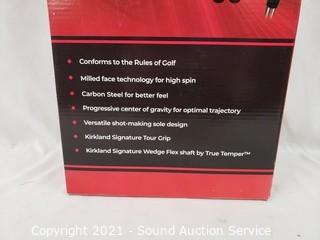 • Conforms to the Rules of Golf
• Milled face technology for high spin
• Carbon Steel for better feel
• Progressive center of gravity for optimal trajectory
• Versatile shot-making sole design
• Kirkland Signature Tour Grip
• Kirkland Signature Wedge Flex shaft by True Temper™
Copyright 2021 - Sound Auction Service